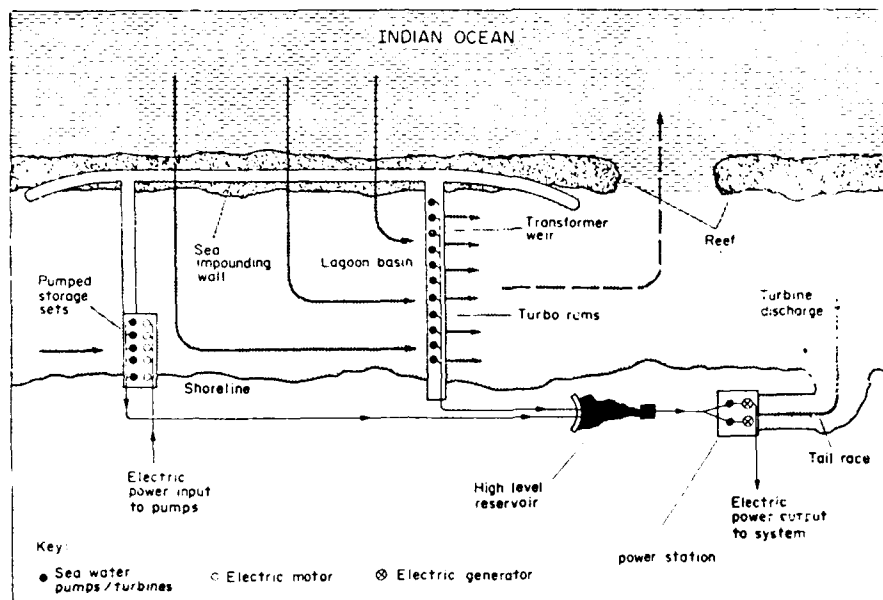 INDIAN OCEAN
Transformer
weir
Reef
Sea
impounding
wall
Lagoon basin
Pumped
storage
sets
Turbine
discharge
Turbo rams
Shoreline
Tail race
Electric
power input
to pumps
High level
reservoir
Electric
power output
to system
power station
Key:
Sea water
pumps/turbines
Electric motor
Electric generator